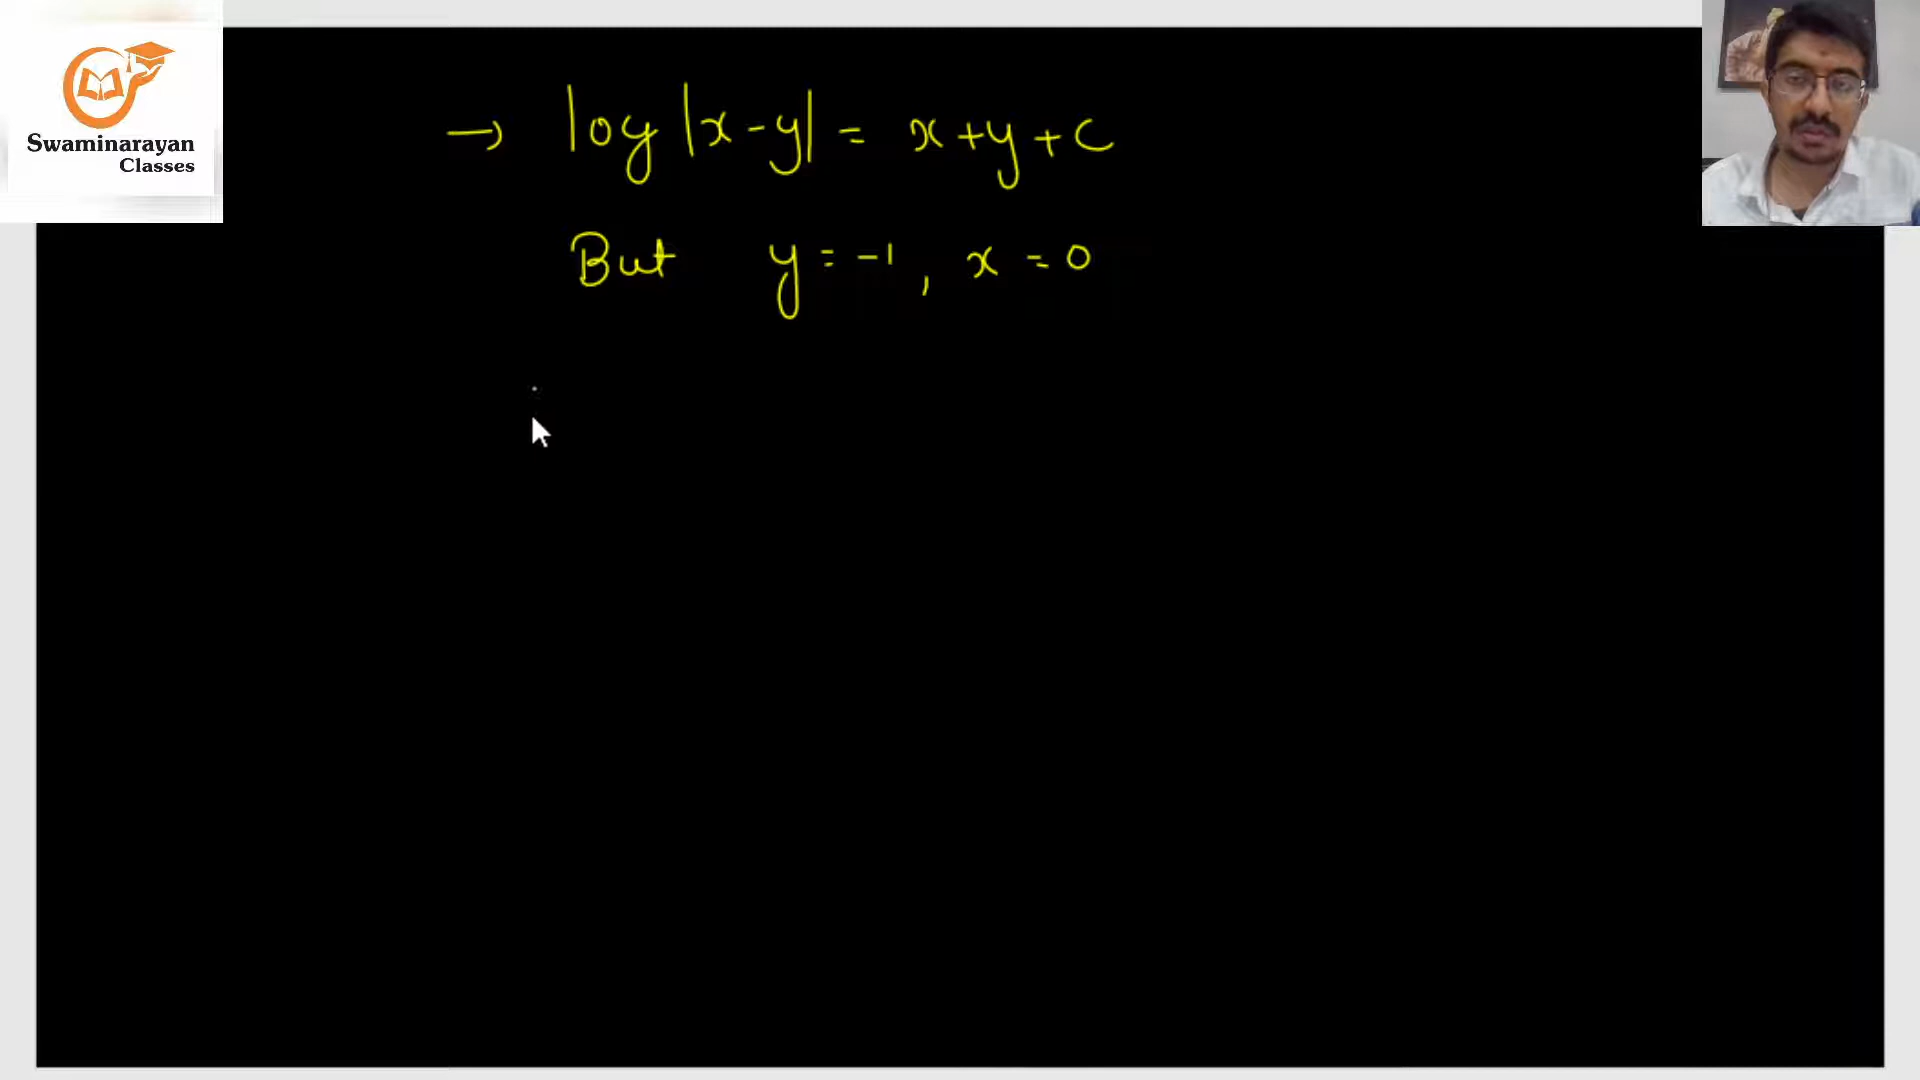 Swaminarayan
Classes
→ log |x-y| = x+y+c
But y = -1, x = 0